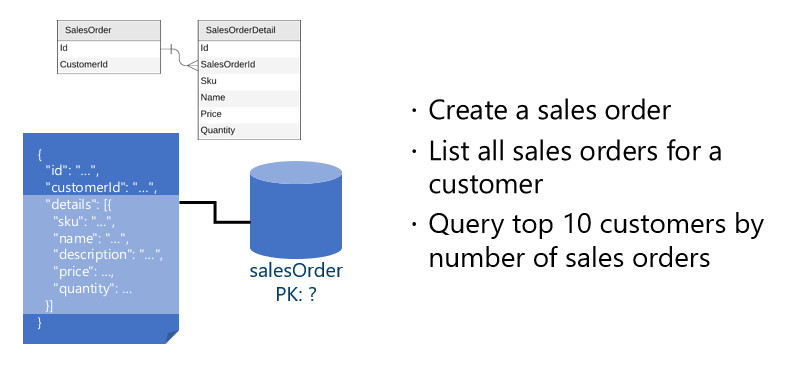 SalesOrder
Id
CustomerId
SalesOrderDetail
Id
SalesOrderId
Sku
Name
Price
Quantity
{
"id": "...",
"customerId": "...",
"details": [{
"sku": "...",
"name": "...",
"description": "...",
"price": ...,
"quantity": ...
}]
}
salesOrder
PK: ?
· Create a sales order
· List all sales orders for a
customer
· Query top 10 customers by
number of sales orders